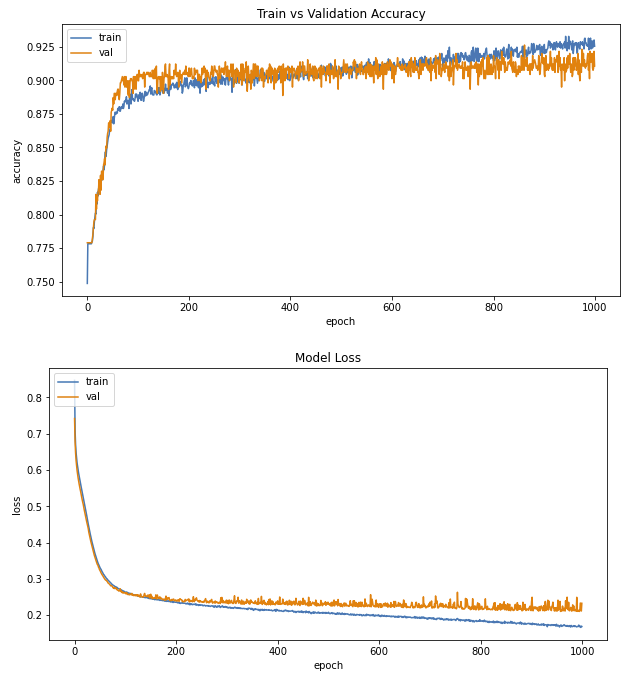 Train vs Validation Accuracy
train
val
0.925
0.900
0.875
0.850
0.825
0.800
0.775
0.750
accuracy
0 200 400 600 800 1000
epoch
Model Loss
train
val
0.8
0.7
0.6
0.5
0.4
0.3
0.2
loss
0 200 400 600 800 1000
epoch